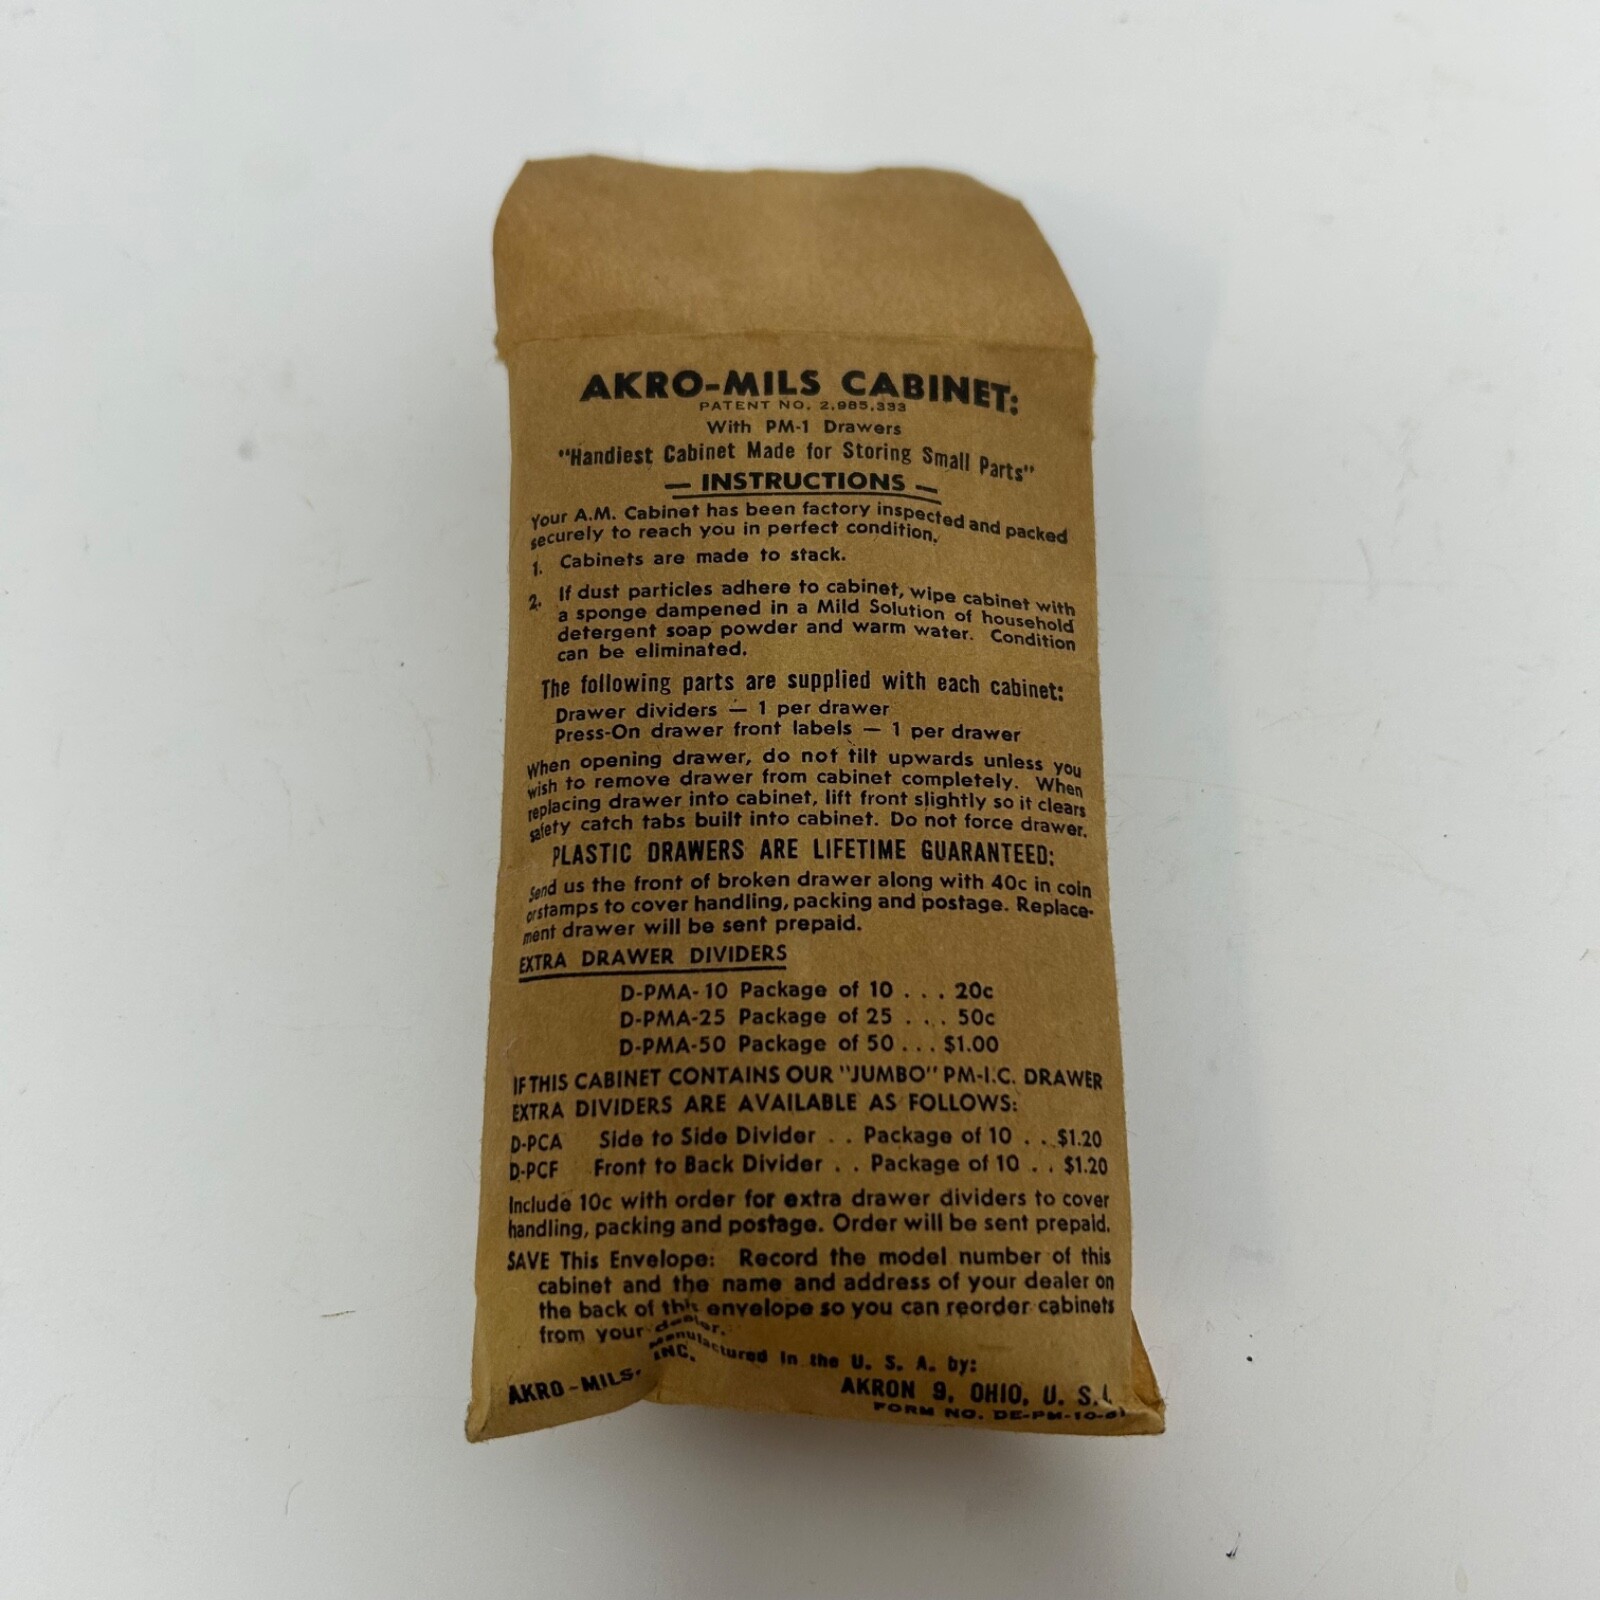 AKRO-MILS CABINET:
PATENT NO. 2,985,333
With PM-1 Drawers
"Handiest Cabinet Made for Storing Small Parts"
— INSTRUCTIONS —
Your A.M. Cabinet has been factory inspected and packed
securely to reach you in perfect condition.
1. Cabinets are made to stack.
2. If dust particles adhere to cabinet, wipe cabinet with
a sponge dampened in a Mild Solution of household
detergent soap powder and warm water. Condition
can be eliminated.
The following parts are supplied with each cabinet:
Drawer dividers — 1 per drawer
Press-On drawer front labels — 1 per drawer
When opening drawer, do not tilt upwards unless you
wish to remove drawer from cabinet completely. When
replacing drawer into cabinet, lift front slightly so it clears
safety catch tabs built into cabinet. Do not force drawer.
PLASTIC DRAWERS ARE LIFETIME GUARANTEED:
Send us the front of broken drawer along with 40c in coin
or stamps to cover handling, packing and postage. Replace-
ment drawer will be sent prepaid.
EXTRA DRAWER DIVIDERS
D-PMA-10 Package of 10 . . . 20c
D-PMA-25 Package of 25 . . . 50c
D-PMA-50 Package of 50 . . . $1.00
IF THIS CABINET CONTAINS OUR "JUMBO" PM-I.C. DRAWER
EXTRA DIVIDERS ARE AVAILABLE AS FOLLOWS:
D-PCA Side to Side Divider . . Package of 10 . . $1.20
D-PCF Front to Back Divider . . Package of 10 . . $1.20
Include 10c with order for extra drawer dividers to cover
handling, packing and postage. Order will be sent prepaid.
SAVE This Envelope: Record the model number of this
cabinet and the name and address of your dealer on
the back of this envelope so you can reorder cabinets
from your dealer.
Manufactured in the U. S. A. by:
AKRO-MILS, INC. AKRON 9, OHIO, U. S.
FORM NO. DE-PM-10-61